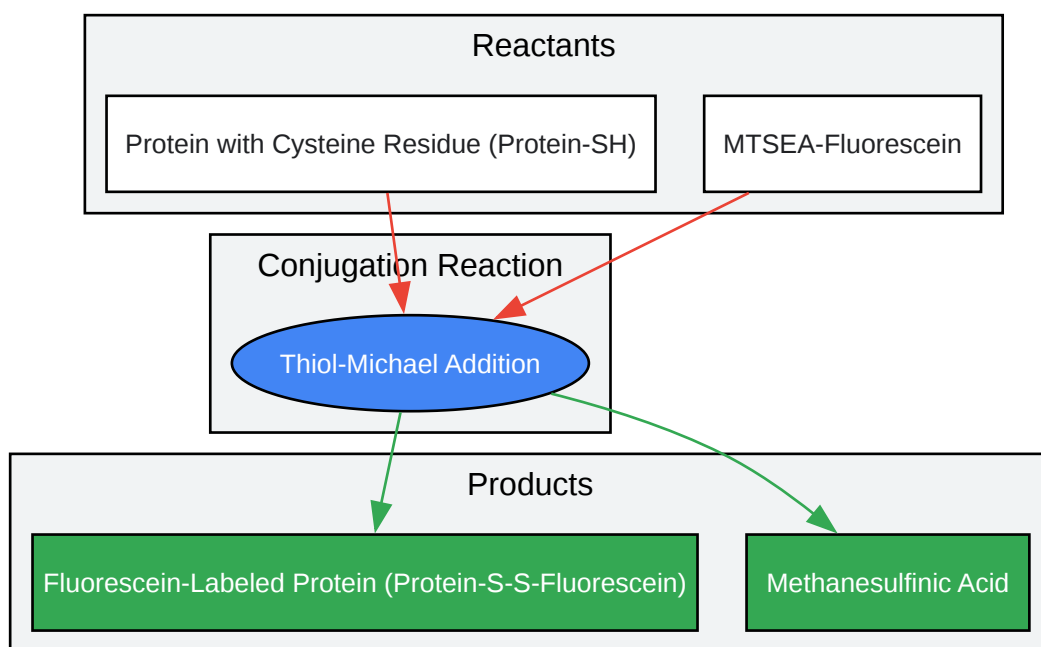 Reactants
Protein with Cysteine Residue (Protein-SH)
MTSEA-Fluorescein
Conjugation Reaction
Thiol-Michael Addition
Products
Fluorescein-Labeled Protein (Protein-S-S-Fluorescein)
Methanesulfinic Acid